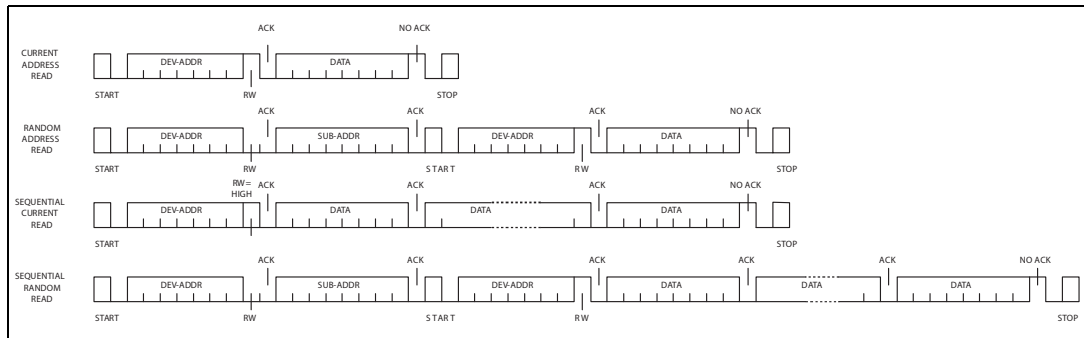 ACK NO ACK
CURRENT
ADDRESS
READ
DEV-ADDR DATA
START RW STOP
ACK ACK ACK NO ACK
RANDOM
ADDRESS
READ
DEV-ADDR SUB-ADDR DEV-ADDR DATA
START RW START RW STOP
RW=
HIGH
ACK ACK ACK NO ACK
SEQUENTIAL
CURRENT
READ
DEV-ADDR DATA DATA DATA
START STOP
ACK ACK ACK ACK ACK NO ACK
SEQUENTIAL
RANDOM
READ
DEV-ADDR SUB-ADDR DEV-ADDR DATA DATA DATA
START RW START RW STOP